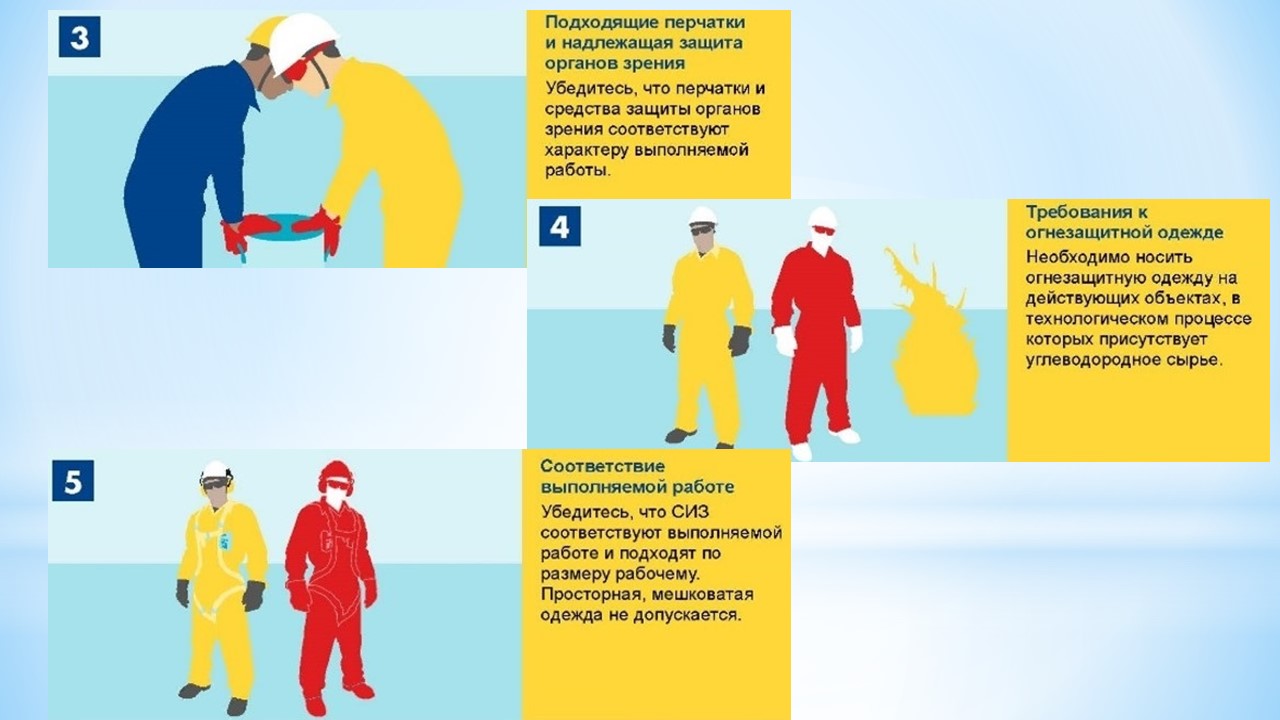 3
Подходящие перчатки
и надлежащая защита
органов зрения
Убедитесь, что перчатки и
средства защиты органов
зрения соответствуют
характеру выполняемой
работы.
4
Требования к
огнезащитной одежде
Необходимо носить
огнезащитную одежду на
действующих объектах, в
технологическом процессе
которых присутствует
углеводородное сырье.
5
Соответствие
выполняемой работе
Убедитесь, что СИЗ
соответствуют выполняемой
работе и подходят по
размеру рабочему.
Просторная, мешковатая
одежда не допускается.